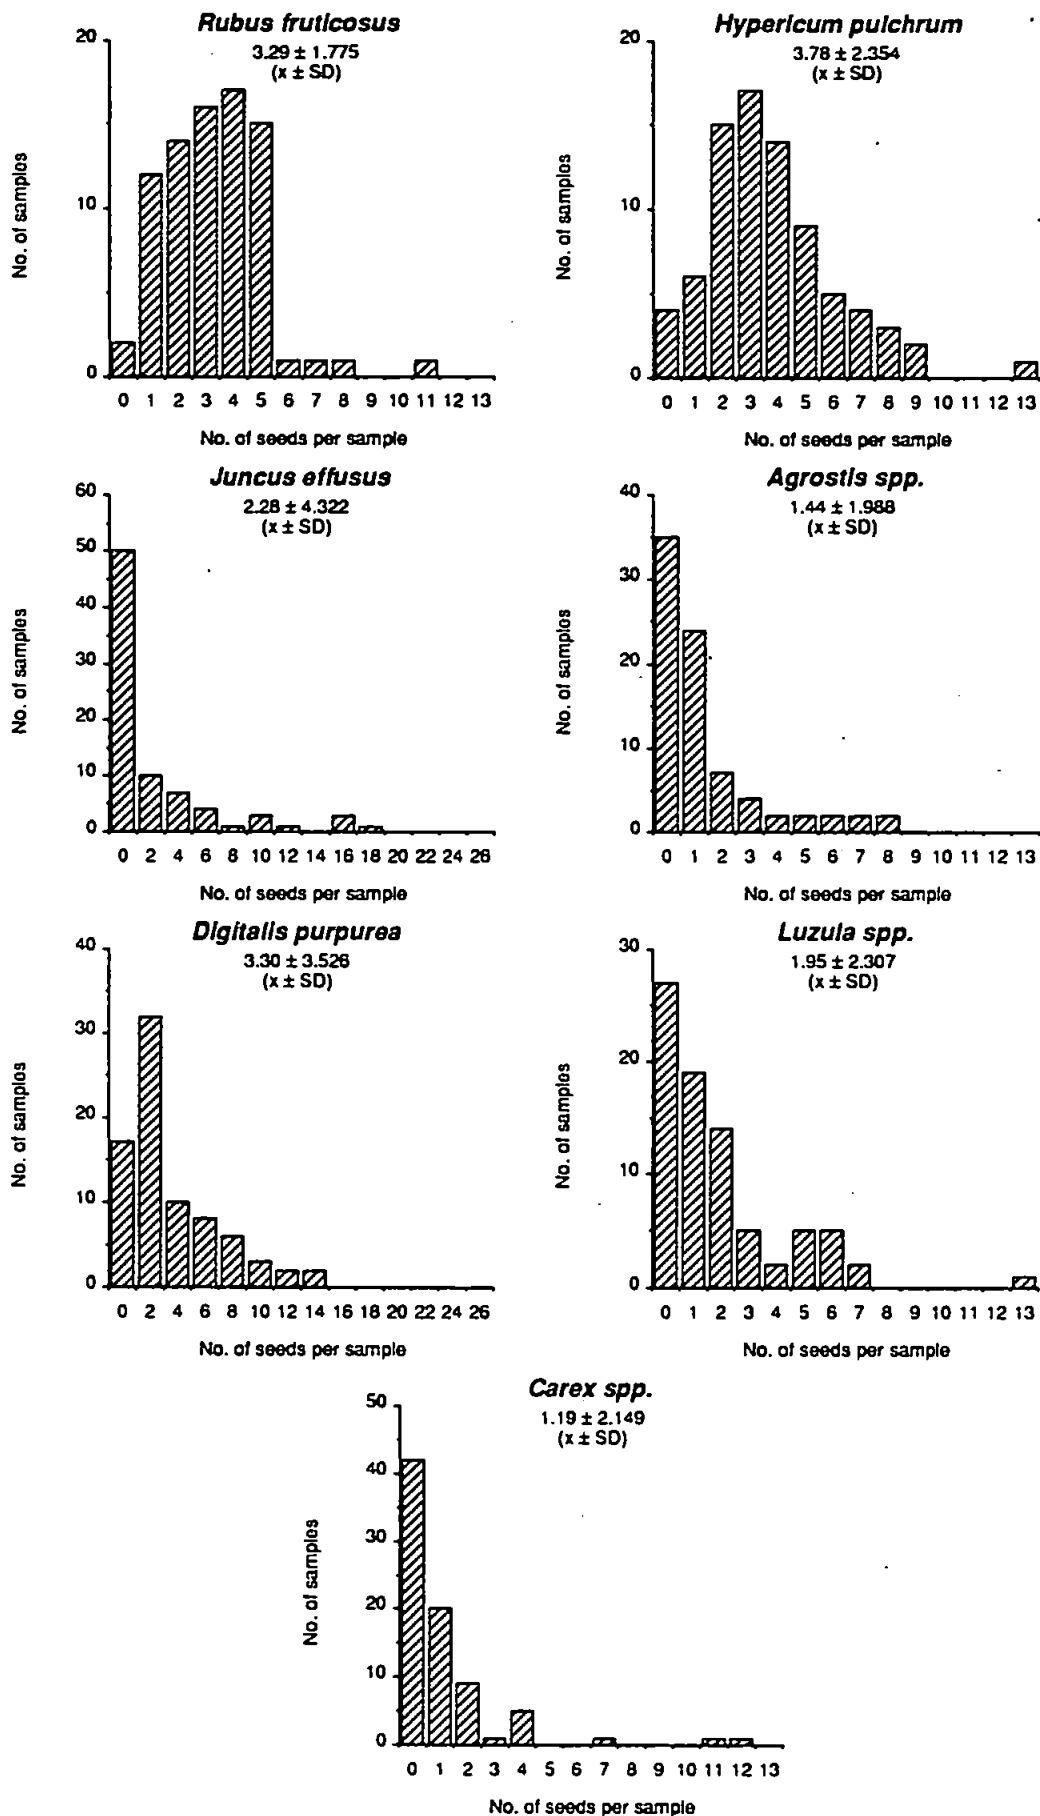 Rubus fruticosus
3.29 ± 1.775
(x ± SD)
No. of samples
20
10
0
0 1 2 3 4 5 6 7 8 9 10 11 12 13
No. of seeds per sample
Hypericum pulchrum
3.78 ± 2.354
(x ± SD)
No. of samples
20
10
0
0 1 2 3 4 5 6 7 8 9 10 11 12 13
No. of seeds per sample
Juncus effusus
2.28 ± 4.322
(x ± SD)
No. of samples
60
50
40
30
20
10
0
0 2 4 6 8 10 12 14 16 18 20 22 24 26
No. of seeds per sample
Agrostis spp.
1.44 ± 1.988
(x ± SD)
No. of samples
40
30
20
10
0
0 1 2 3 4 5 6 7 8 9 10 11 12 13
No. of seeds per sample
Digitalis purpurea
3.30 ± 3.526
(x ± SD)
No. of samples
40
30
20
10
0
0 2 4 6 8 10 12 14 16 18 20 22 24 26
No. of seeds per sample
Luzula spp.
1.95 ± 2.307
(x ± SD)
No. of samples
30
20
10
0
0 1 2 3 4 5 6 7 8 9 10 11 12 13
No. of seeds per sample
Carex spp.
1.19 ± 2.149
(x ± SD)
No. of samples
50
40
30
20
10
0
0 1 2 3 4 5 6 7 8 9 10 11 12 13
No. of seeds per sample